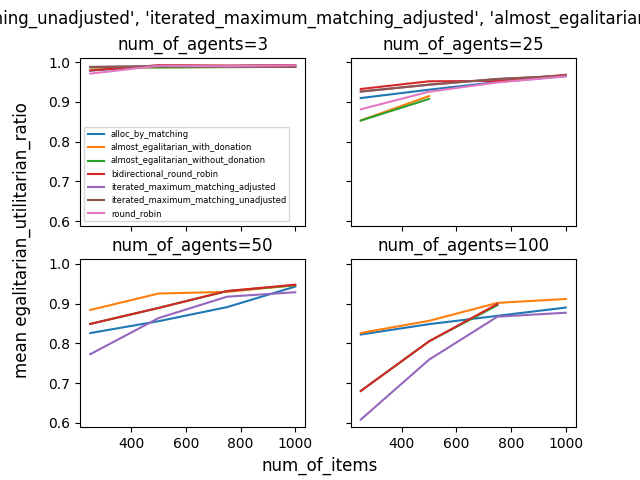 ning_unadjusted', 'iterated_maximum_matching_adjusted', 'almost_egalitarian
num_of_agents=3
num_of_agents=25
1.0
0.9
0.8
0.7
0.6
alloc_by_matching
almost_egalitarian_with_donation
almost_egalitarian_without_donation
bidirectional_round_robin
iterated_maximum_matching_adjusted
iterated_maximum_matching_unadjusted
round_robin
mean egalitarian_utilitarian_ratio
num_of_agents=50
num_of_agents=100
1.0
0.9
0.8
0.7
0.6
400
600
800
1000
400
600
800
1000
num_of_items